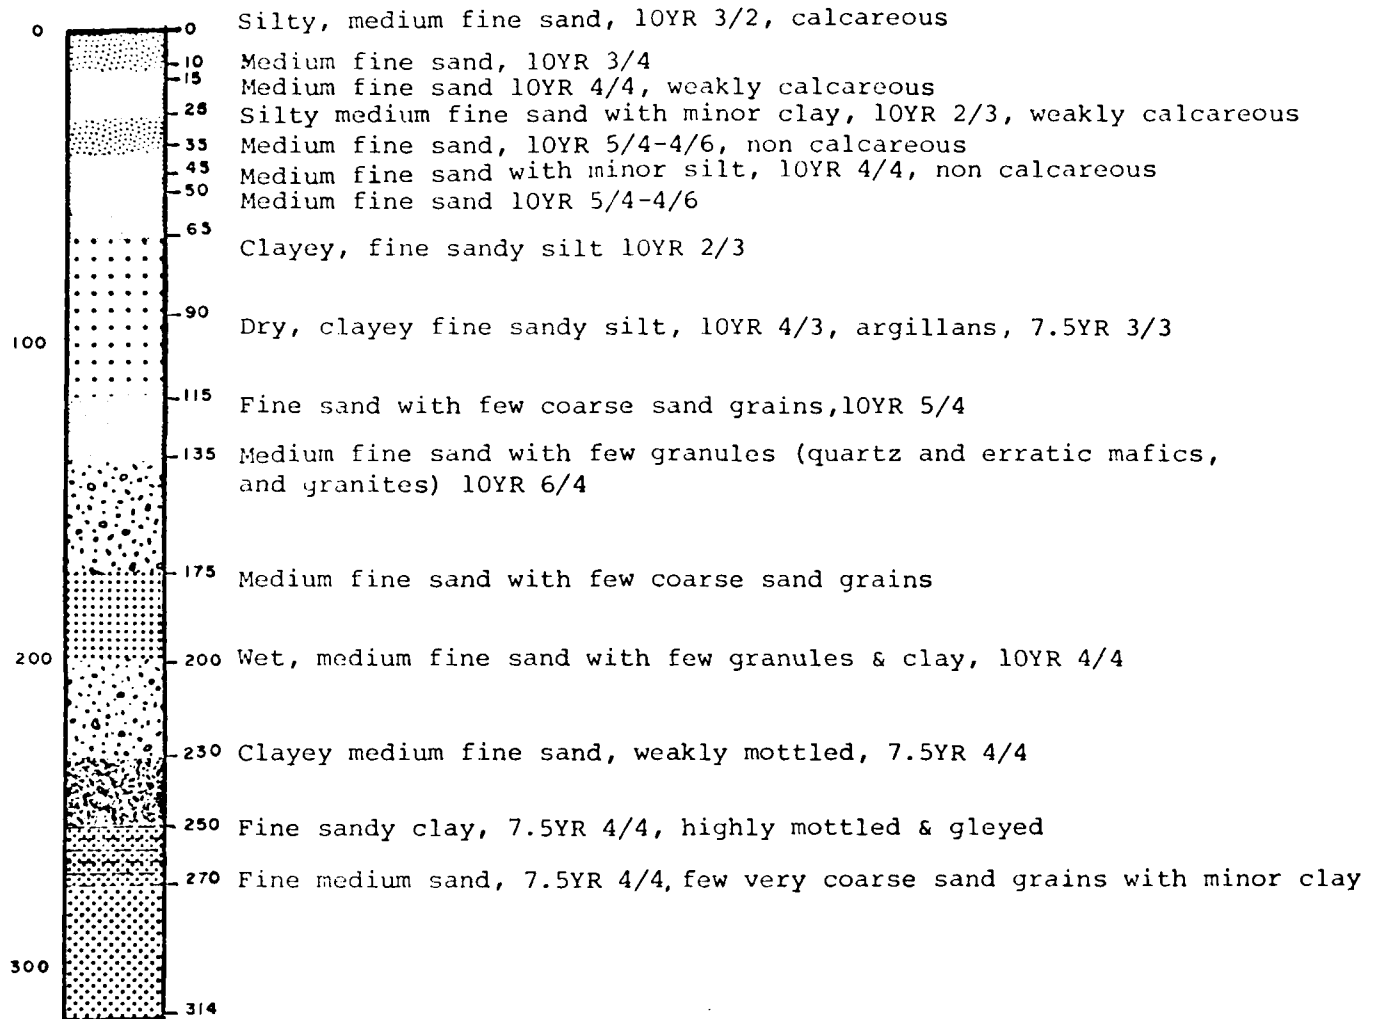 0
0 Silty, medium fine sand, 10YR 3/2, calcareous
10 Medium fine sand, 10YR 3/4
15 Medium fine sand 10YR 4/4, weakly calcareous
25 Silty medium fine sand with minor clay, 10YR 2/3, weakly calcareous
35 Medium fine sand, 10YR 5/4-4/6, non calcareous
45 Medium fine sand with minor silt, 10YR 4/4, non calcareous
50 Medium fine sand 10YR 5/4-4/6
65 Clayey, fine sandy silt 10YR 2/3
90 Dry, clayey fine sandy silt, 10YR 4/3, argillans, 7.5YR 3/3
100
115 Fine sand with few coarse sand grains,10YR 5/4
135 Medium fine sand with few granules (quartz and erratic mafics,
and granites) 10YR 6/4
175 Medium fine sand with few coarse sand grains
200
200 Wet, medium fine sand with few granules & clay, 10YR 4/4
230 Clayey medium fine sand, weakly mottled, 7.5YR 4/4
250 Fine sandy clay, 7.5YR 4/4, highly mottled & gleyed
270 Fine medium sand, 7.5YR 4/4, few very coarse sand grains with minor clay
300
314